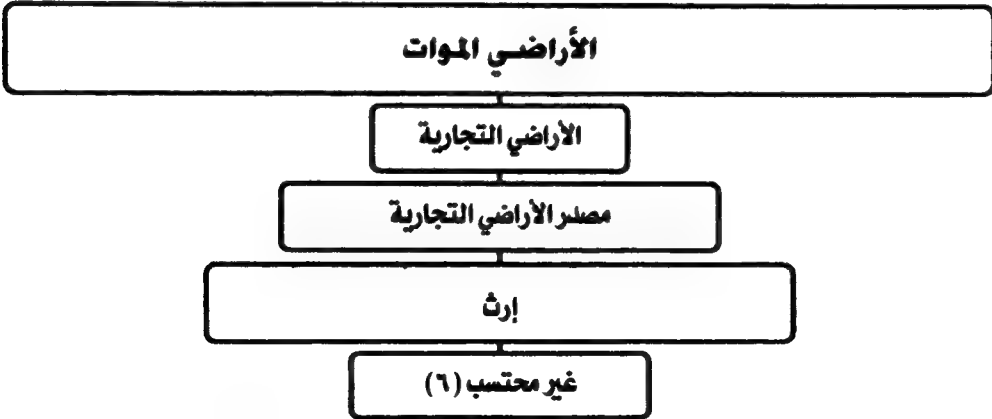 الأراضي الموات
الأراضي التجارية
مصدر الأراضي التجارية
إرث
غير محتسب (٦)